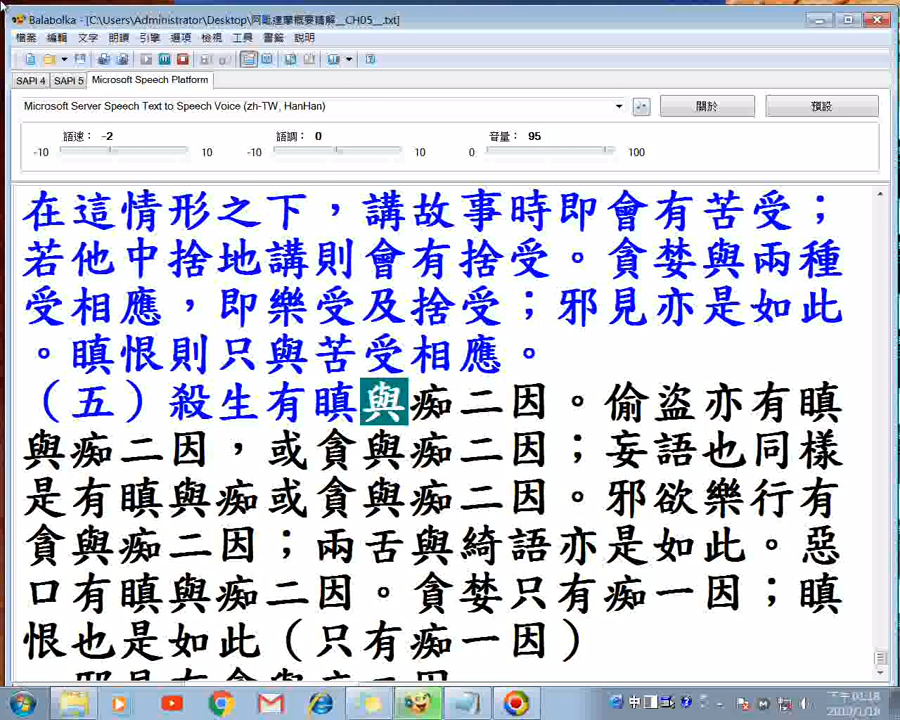 Balabolka - [C:\Users\Administrator\Desktop\阿毗達摩概要精解__CH05__.txt]
檔案 編輯 文字 朗讀 引擎 選項 檢視 工具 書籤 說明
SAPI 4 SAPI 5 Microsoft Speech Platform
Microsoft Server Speech Text to Speech Voice (zh-TW, HanHan) 關於 預設
語速： -2 語調： 0 音量： 95
-10 10 -10 10 0 100
在這情形之下，講故事時即會有苦受；
若他中捨地講則會有捨受。貪婪與兩種
受相應，即樂受及捨受；邪見亦是如此
。瞋恨則只與苦受相應。
（五）殺生有瞋與痴二因。偷盜亦有瞋
與痴二因，或貪與痴二因；妄語也同樣
是有瞋與痴或貪與痴二因。邪欲樂行有
貪與痴二因；兩舌與綺語亦是如此。惡
口有瞋與痴二因。貪婪只有痴一因；瞋
恨也是如此（只有痴一因）
中
下午 01:18